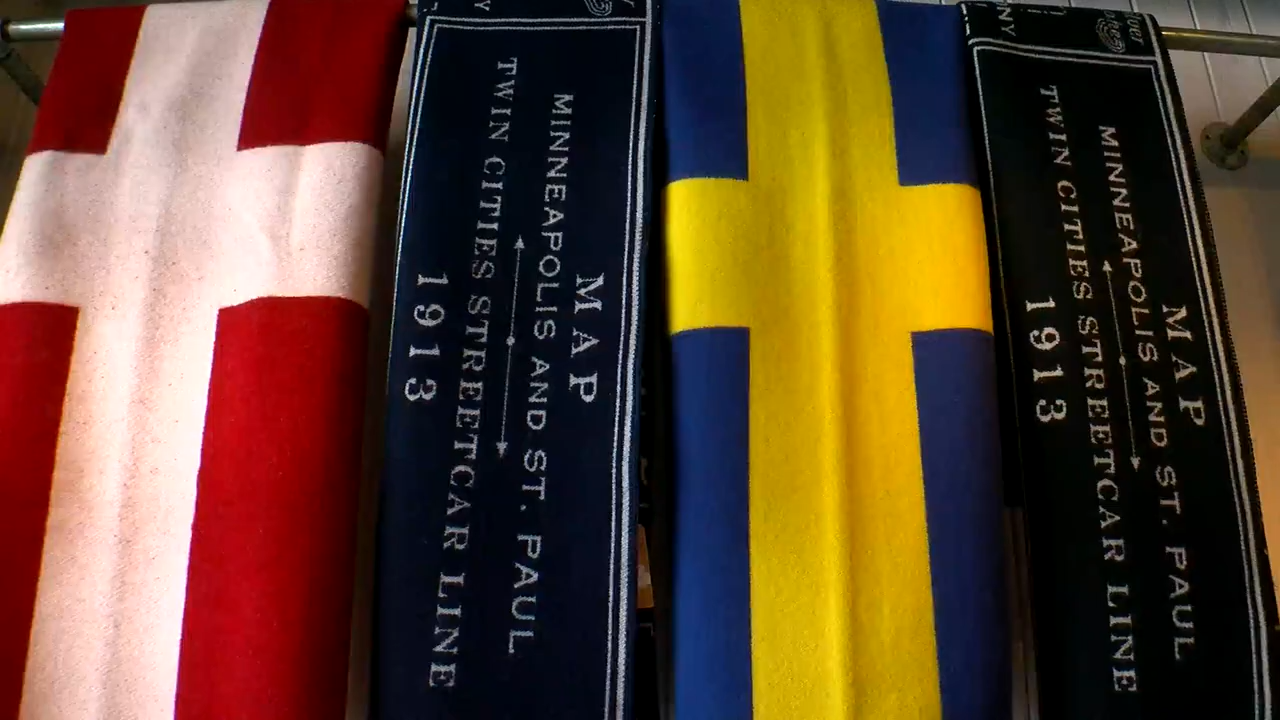 MAP
MINNEAPOLIS AND ST. PAUL
TWIN CITIES STREETCAR LINE
1913
NY
MAP
MINNEAPOLIS AND ST. PAUL
TWIN CITIES STREETCAR LINE
1913